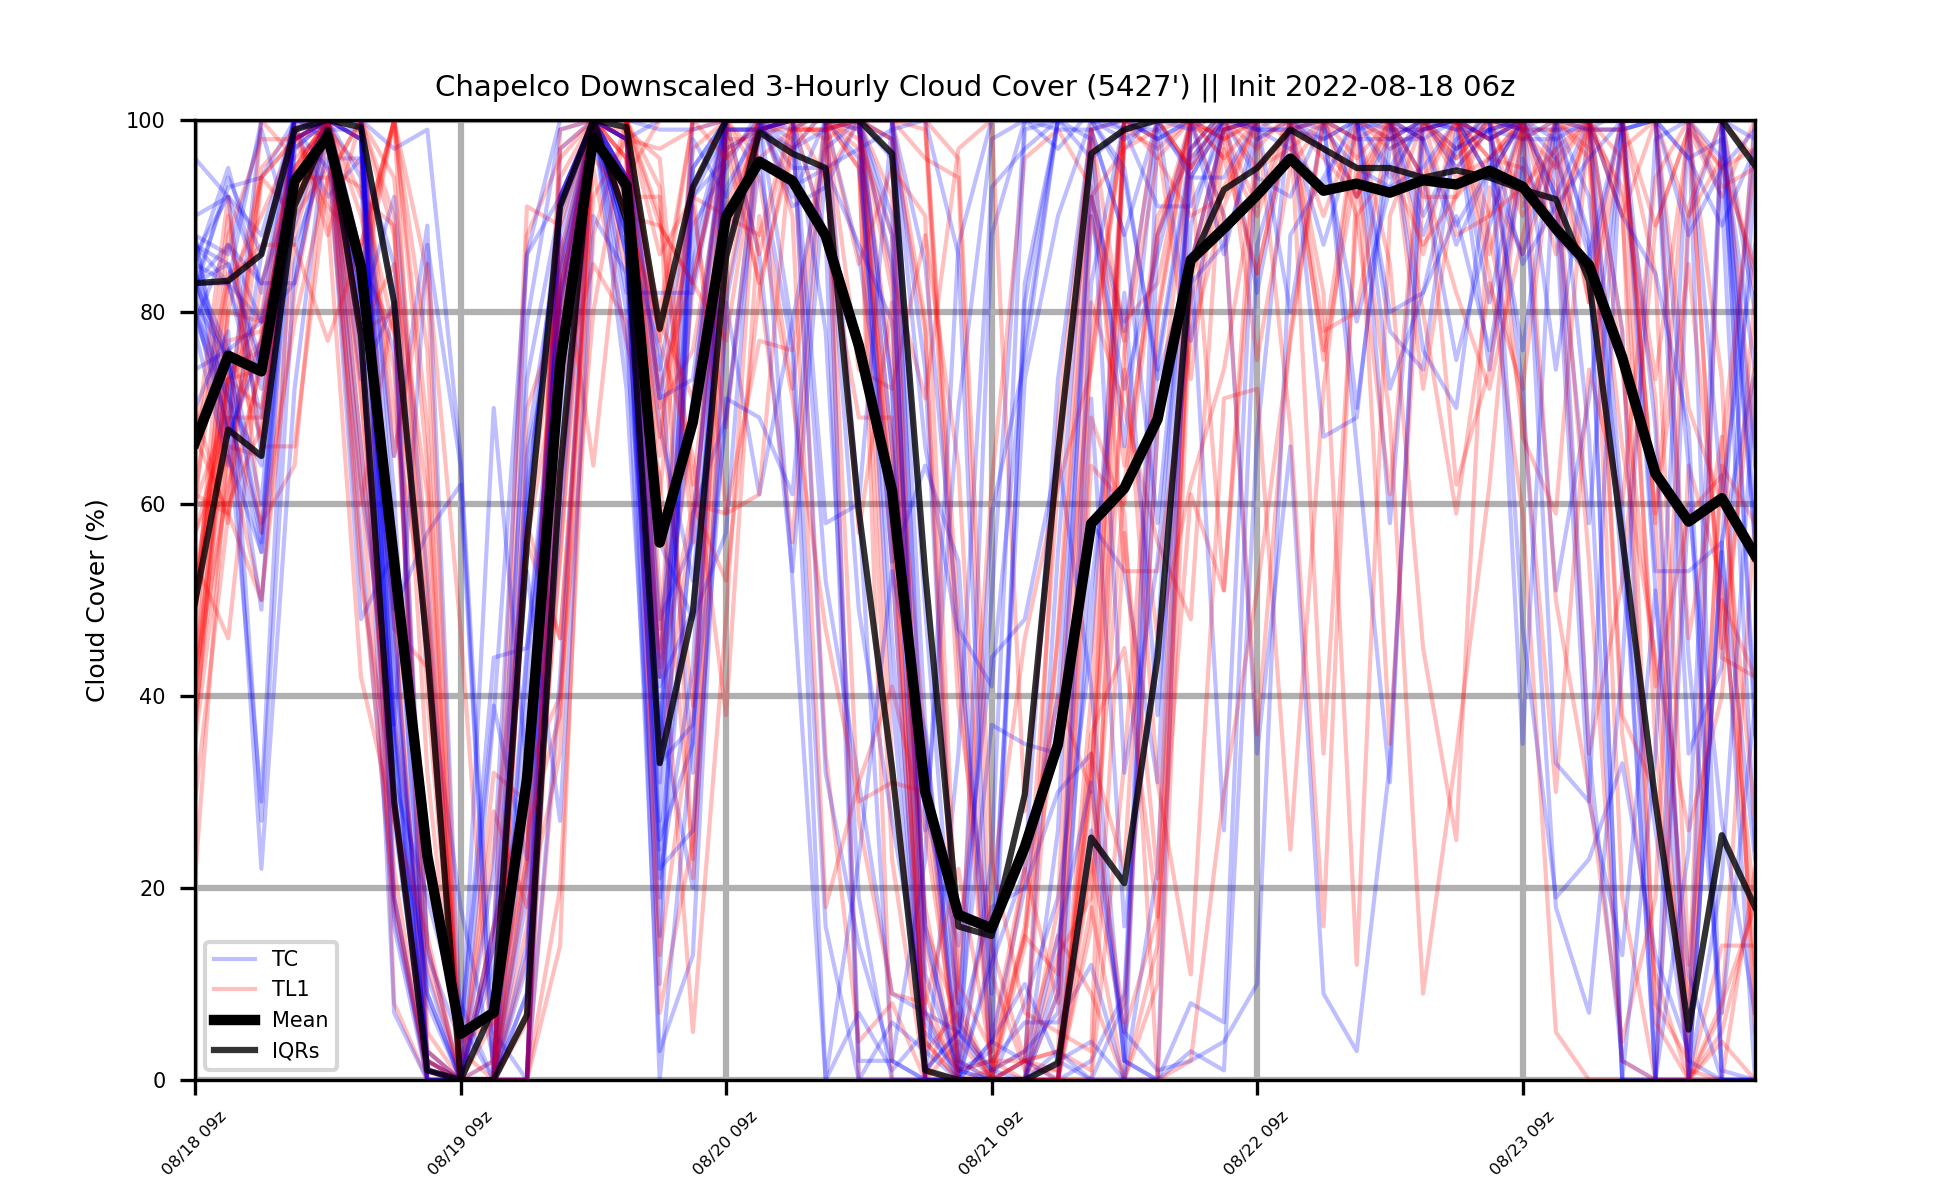 Chapelco Downscaled 3-Hourly Cloud Cover (5427') || Init 2022-08-18 06z
100
80
60
40
20
0
Cloud Cover (%)
TC
TL1
Mean
IQRs
08/18 09z
08/19 09z
08/20 09z
08/21 09z
08/22 09z
08/23 09z